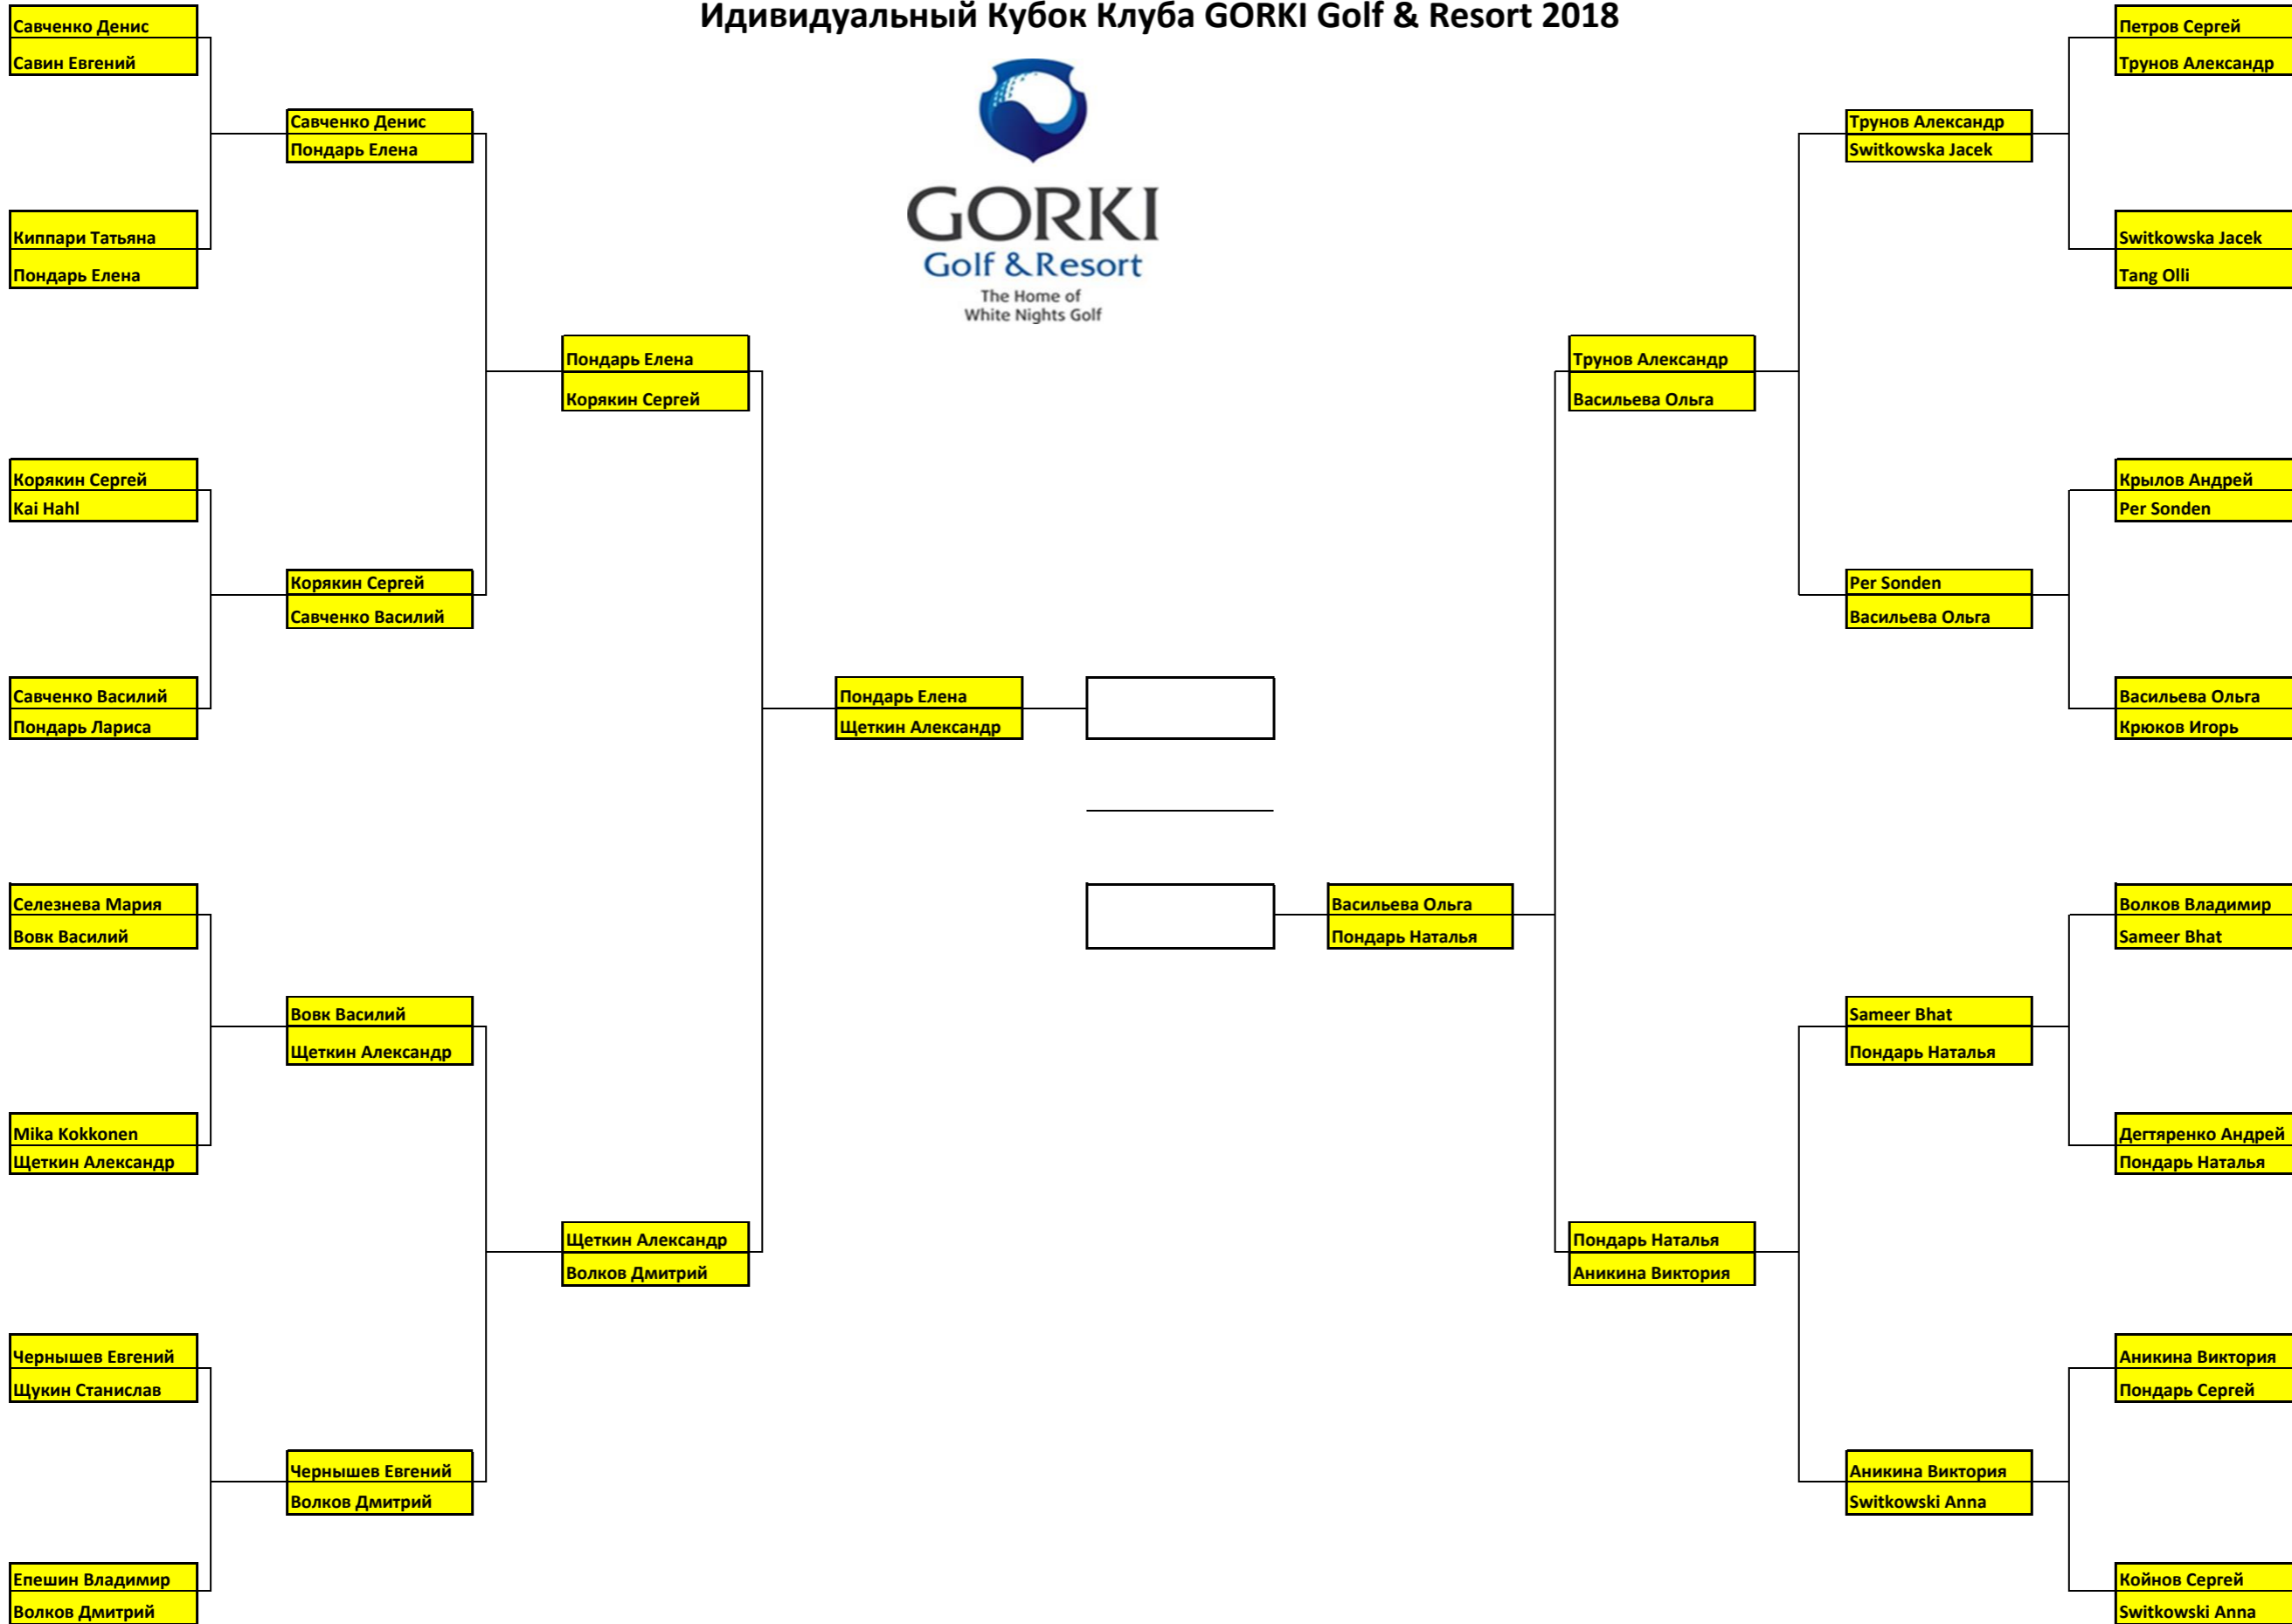 Идивидуальный Кубок Клуба GORKI Golf & Resort 2018
GORKI
Golf & Resort
The Home of
White Nights Golf
Савченко Денис
Савин Евгений
Киппари Татьяна
Пондарь Елена
Корякин Сергей
Kai Hahl
Савченко Василий
Пондарь Лариса
Селезнева Мария
Вовк Василий
Mika Kokkonen
Щеткин Александр
Чернышев Евгений
Щукин Станислав
Епешин Владимир
Волков Дмитрий
Савченко Денис
Пондарь Елена
Корякин Сергей
Савченко Василий
Вовк Василий
Щеткин Александр
Чернышев Евгений
Волков Дмитрий
Пондарь Елена
Корякин Сергей
Щеткин Александр
Волков Дмитрий
Пондарь Елена
Щеткин Александр
Васильева Ольга
Пондарь Наталья
Трунов Александр
Васильева Ольга
Пондарь Наталья
Аникина Виктория
Трунов Александр
Switkowska Jacek
Per Sonden
Васильева Ольга
Sameer Bhat
Пондарь Наталья
Аникина Виктория
Switkowski Anna
Петров Сергей
Трунов Александр
Switkowska Jacek
Tang Olli
Крылов Андрей
Per Sonden
Васильева Ольга
Крюков Игорь
Волков Владимир
Sameer Bhat
Дегтяренко Андрей
Пондарь Наталья
Аникина Виктория
Пондарь Сергей
Койнов Сергей
Switkowski Anna